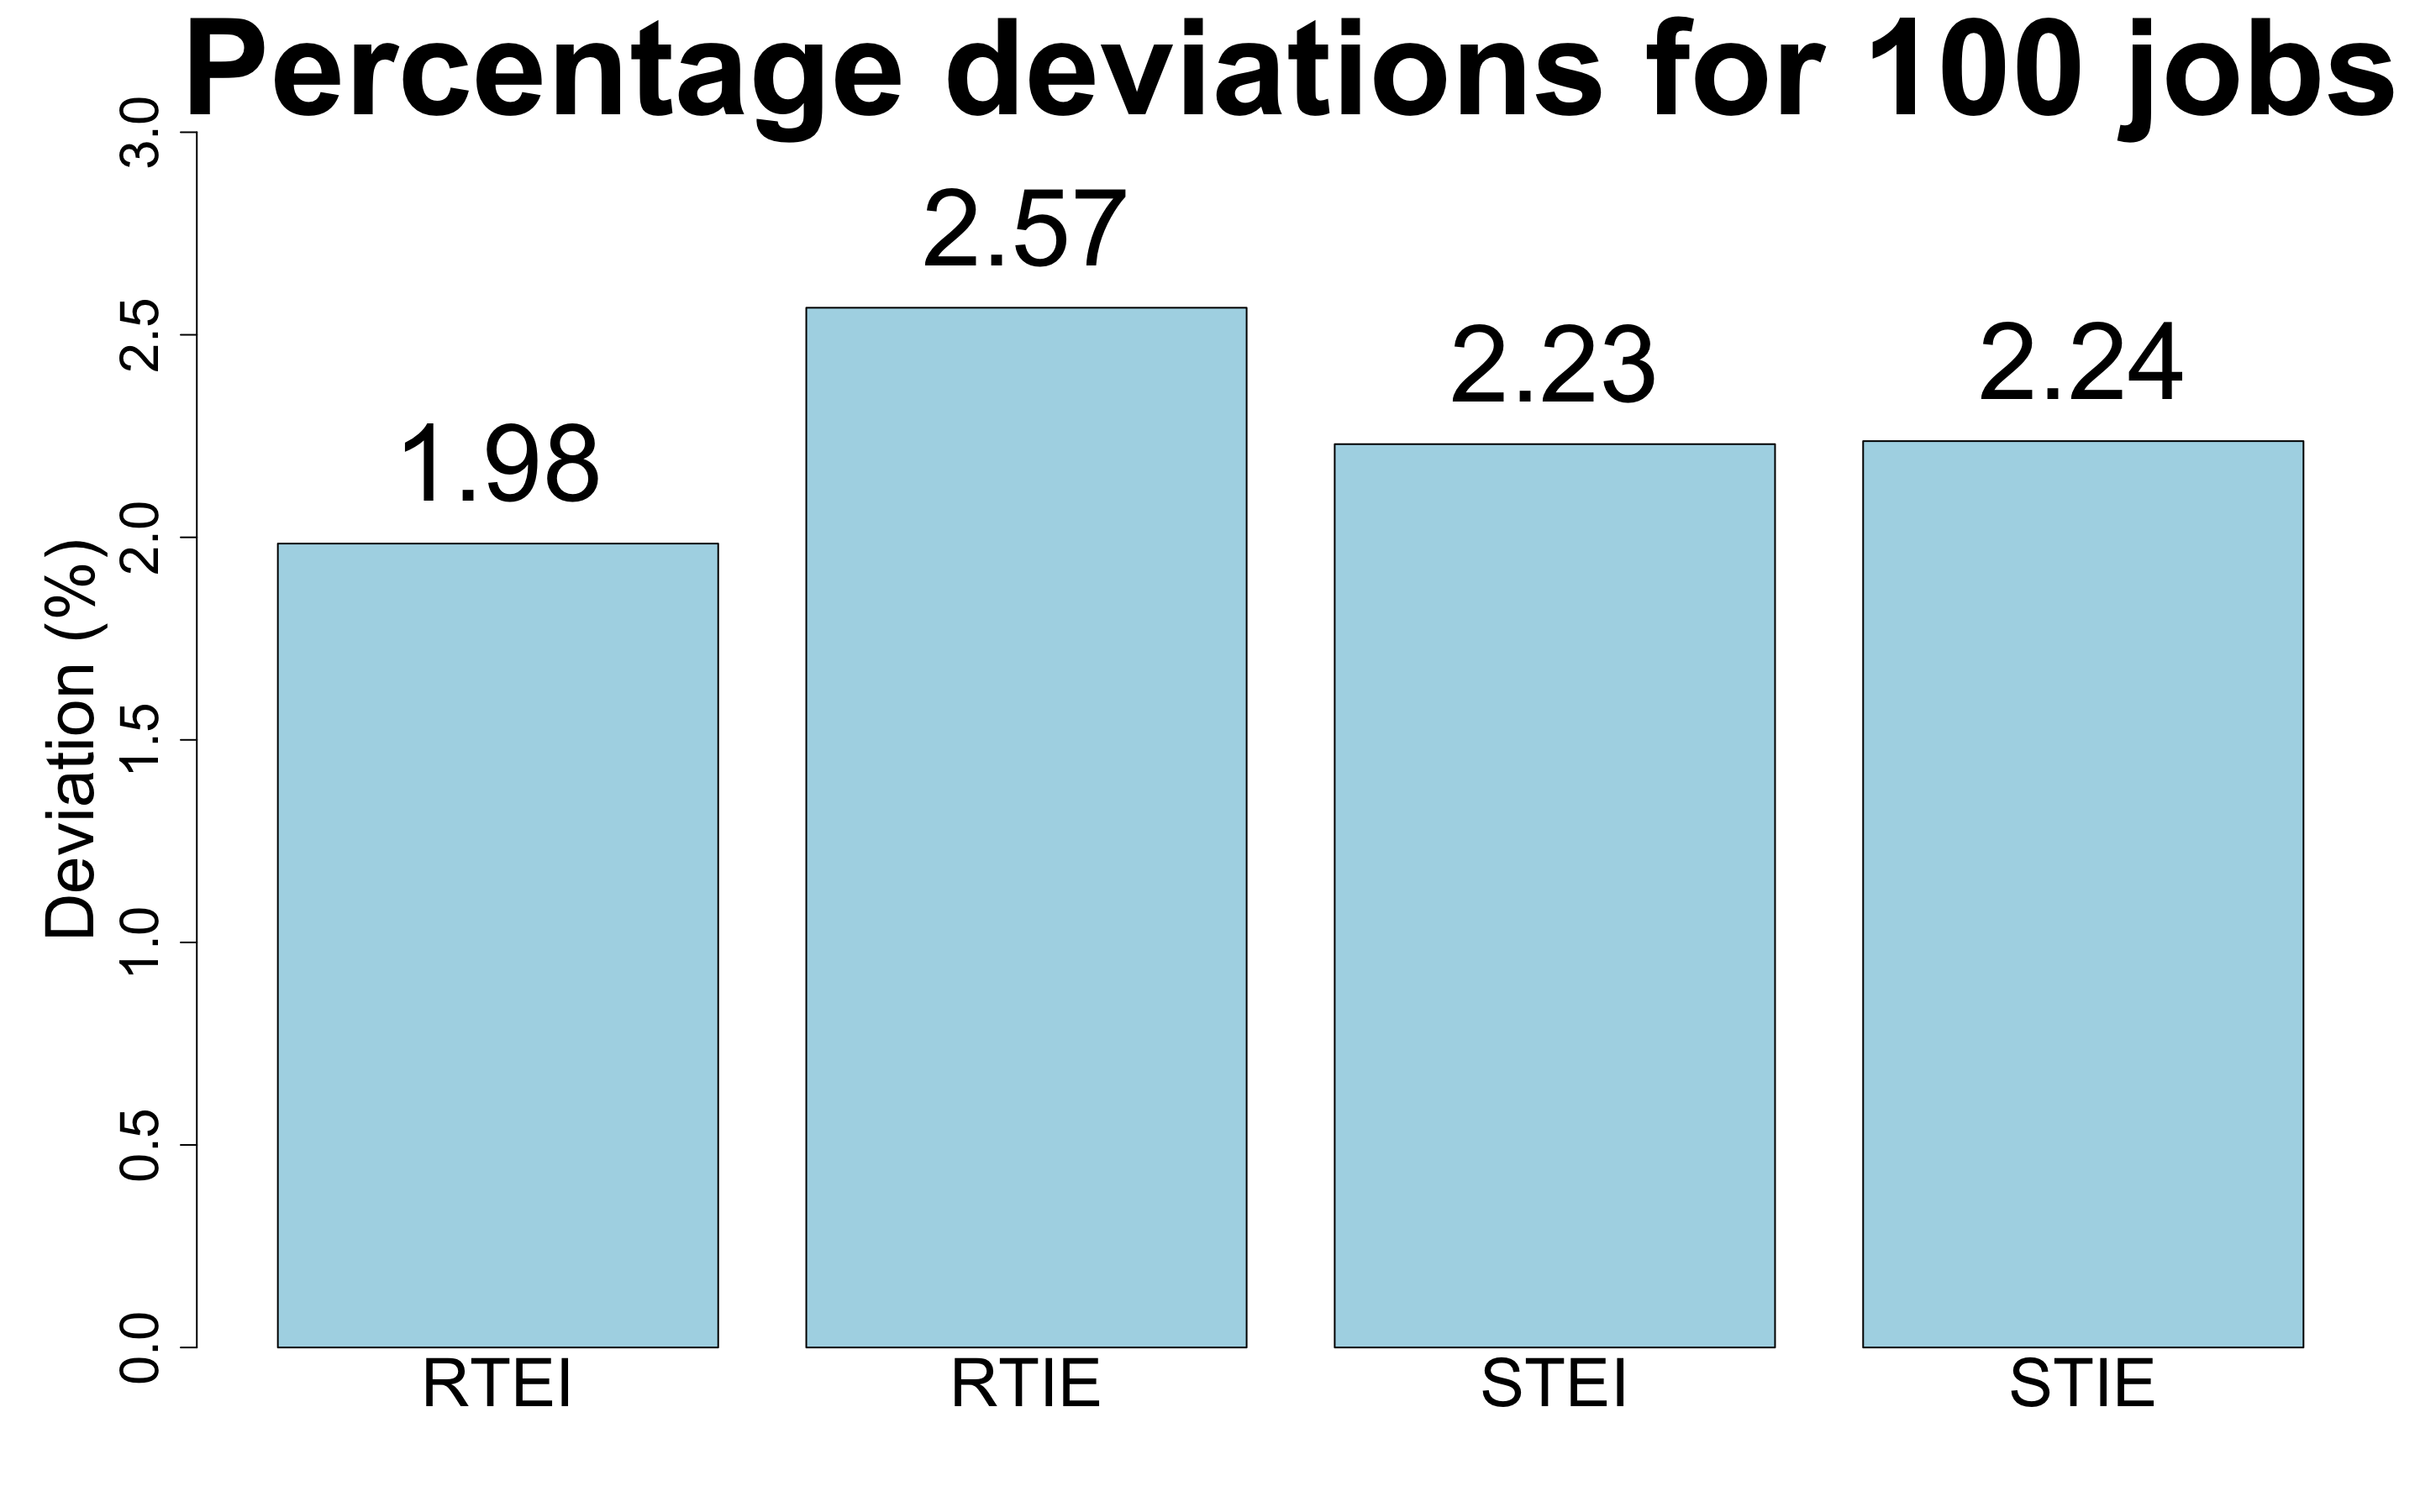 Percentage deviations for 100 jobs
Deviation (%)
3.0
2.5
2.0
1.5
1.0
0.5
0.0
1.98
2.57
2.23
2.24
RTEI
RTIE
STEI
STIE